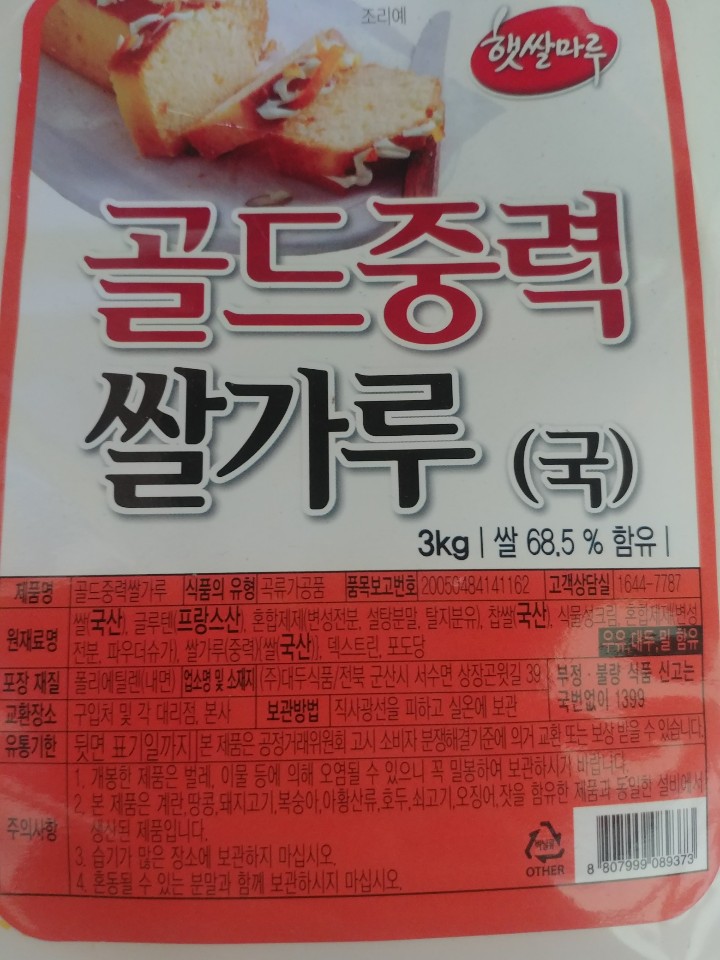 조리예
햇쌀마루
골드중력
쌀가루 (국)
3kg | 쌀 68.5 % 함유 |
제품명 골드중력쌀가루 식품의 유형 곡류가공품 품목보고번호 20050484141162 고객상담실 1644-7787
원재료명 쌀(국산), 글루텐(프랑스산), 혼합제제(변성전분, 설탕분말, 탈지분유), 찹쌀(국산), 식물성크림, 혼합제제(변성
전분, 파우더슈가), 쌀가루(중력)(쌀(국산)), 덱스트린, 포도당 우유,대두,밀 함유
포장 재질 폴리에틸렌(내면) 업소명 및 소재지 (주)대두식품/전북 군산시 서수면 상장곤윗길 39 부정·불량 식품 신고는
국번없이 1399
교환장소 구입처 및 각 대리점, 본사 보관방법 직사광선을 피하고 실온에 보관
유통기한 뒷면 표기일까지 본 제품은 공정거래위원회 고시 소비자 분쟁해결기준에 의거 교환 또는 보상 받을 수 있습니다.
주의사항
1. 개봉한 제품은 벌레, 이물 등에 의해 오염될 수 있으니 꼭 밀봉하여 보관하시기 바랍니다.
2. 본 제품은 계란,땅콩,돼지고기,복숭아,아황산류,호두,쇠고기,오징어,잣을 함유한 제품과 동일한 설비에서
생산된 제품입니다.
3. 습기가 많은 장소에 보관하지 마십시오.
4. 혼동될 수 있는 분말과 함께 보관하시지 마십시오.
OTHER
8 807999 089373